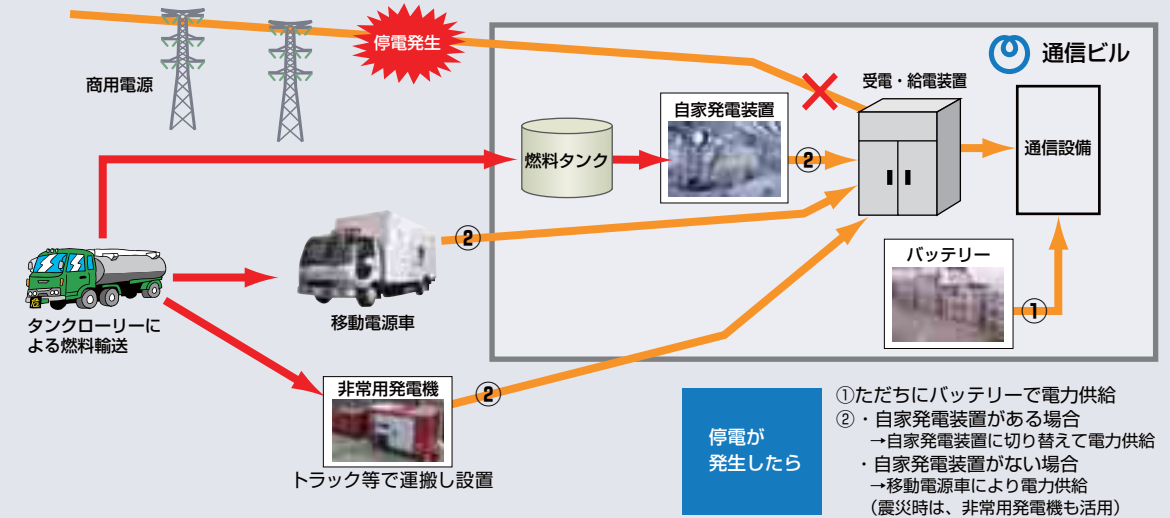 停電発生
商用電源
通信ビル
受電・給電装置
自家発電装置
燃料タンク
②
通信設備
移動電源車
②
バッテリー
①
タンクローリーに
よる燃料輸送
危
非常用発電機
②
トラック等で運搬し設置
停電が
発生したら
①ただちにバッテリーで電力供給
②・自家発電装置がある場合
→自家発電装置に切り替えて電力供給
・自家発電装置がない場合
→移動電源車により電力供給
(震災時は、非常用発電機も活用)